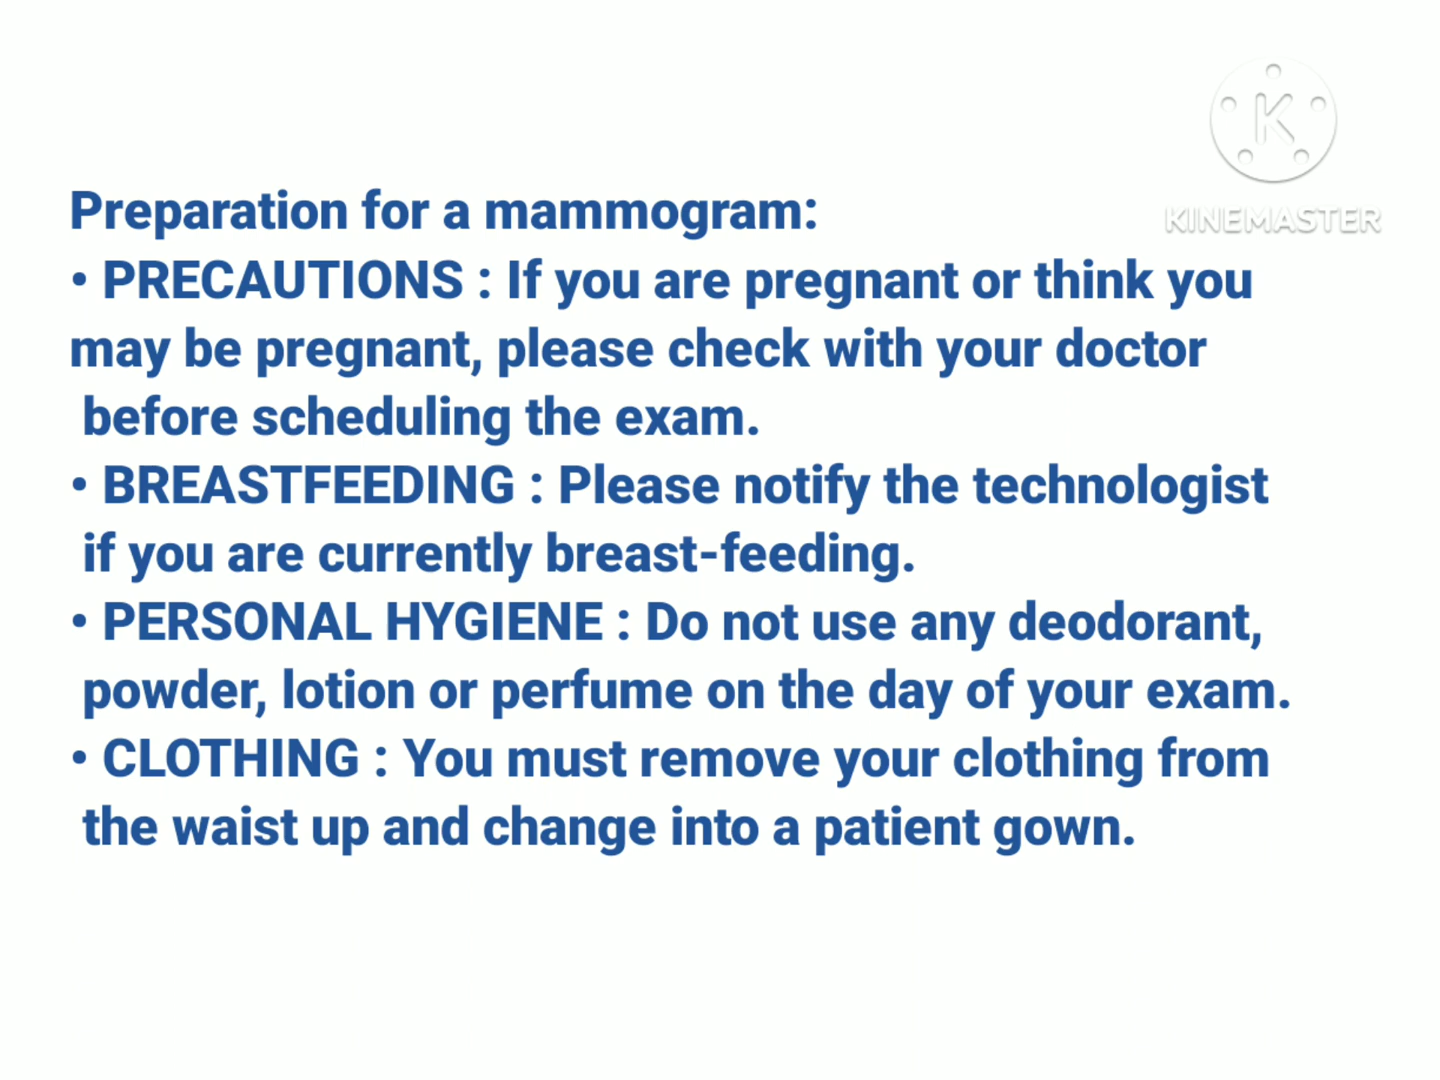 K
KINEMASTER
Preparation for a mammogram:
• PRECAUTIONS : If you are pregnant or think you
may be pregnant, please check with your doctor
before scheduling the exam.
• BREASTFEEDING : Please notify the technologist
if you are currently breast-feeding.
• PERSONAL HYGIENE : Do not use any deodorant,
powder, lotion or perfume on the day of your exam.
• CLOTHING : You must remove your clothing from
the waist up and change into a patient gown.